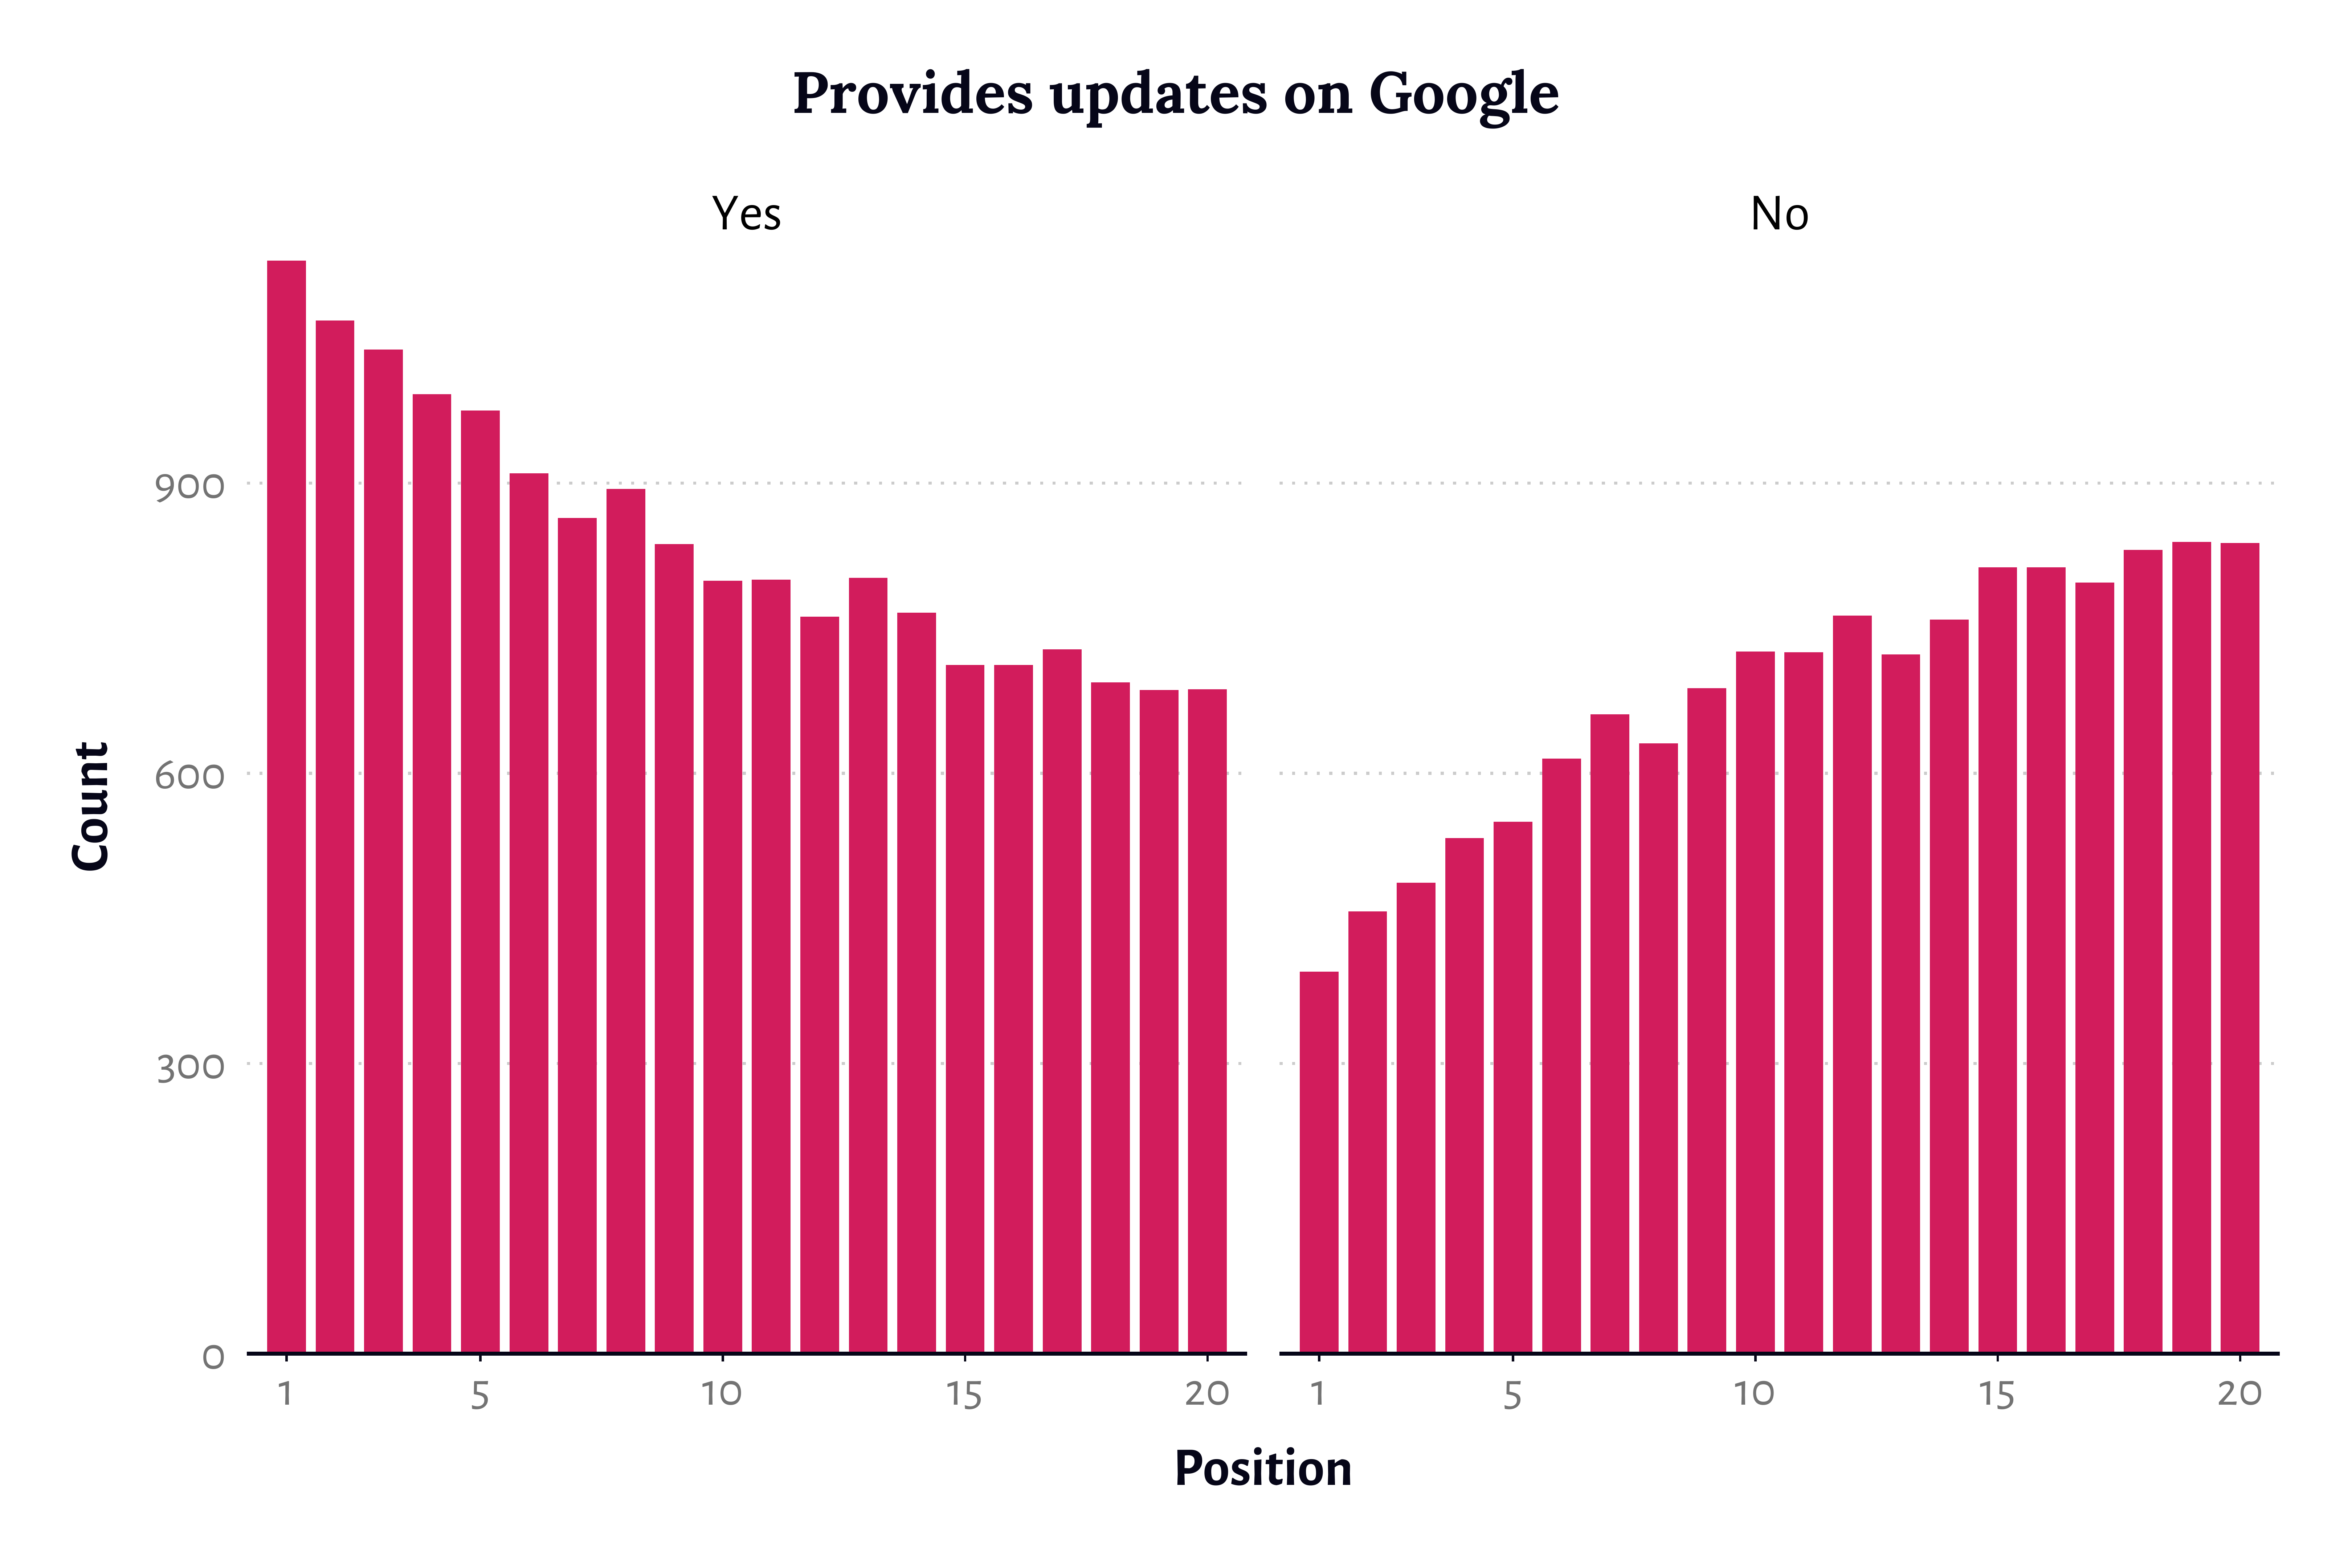 Provides updates on Google
Yes No
900
600
300
0
Count
1 5 10 15 20 1 5 10 15 20
Position